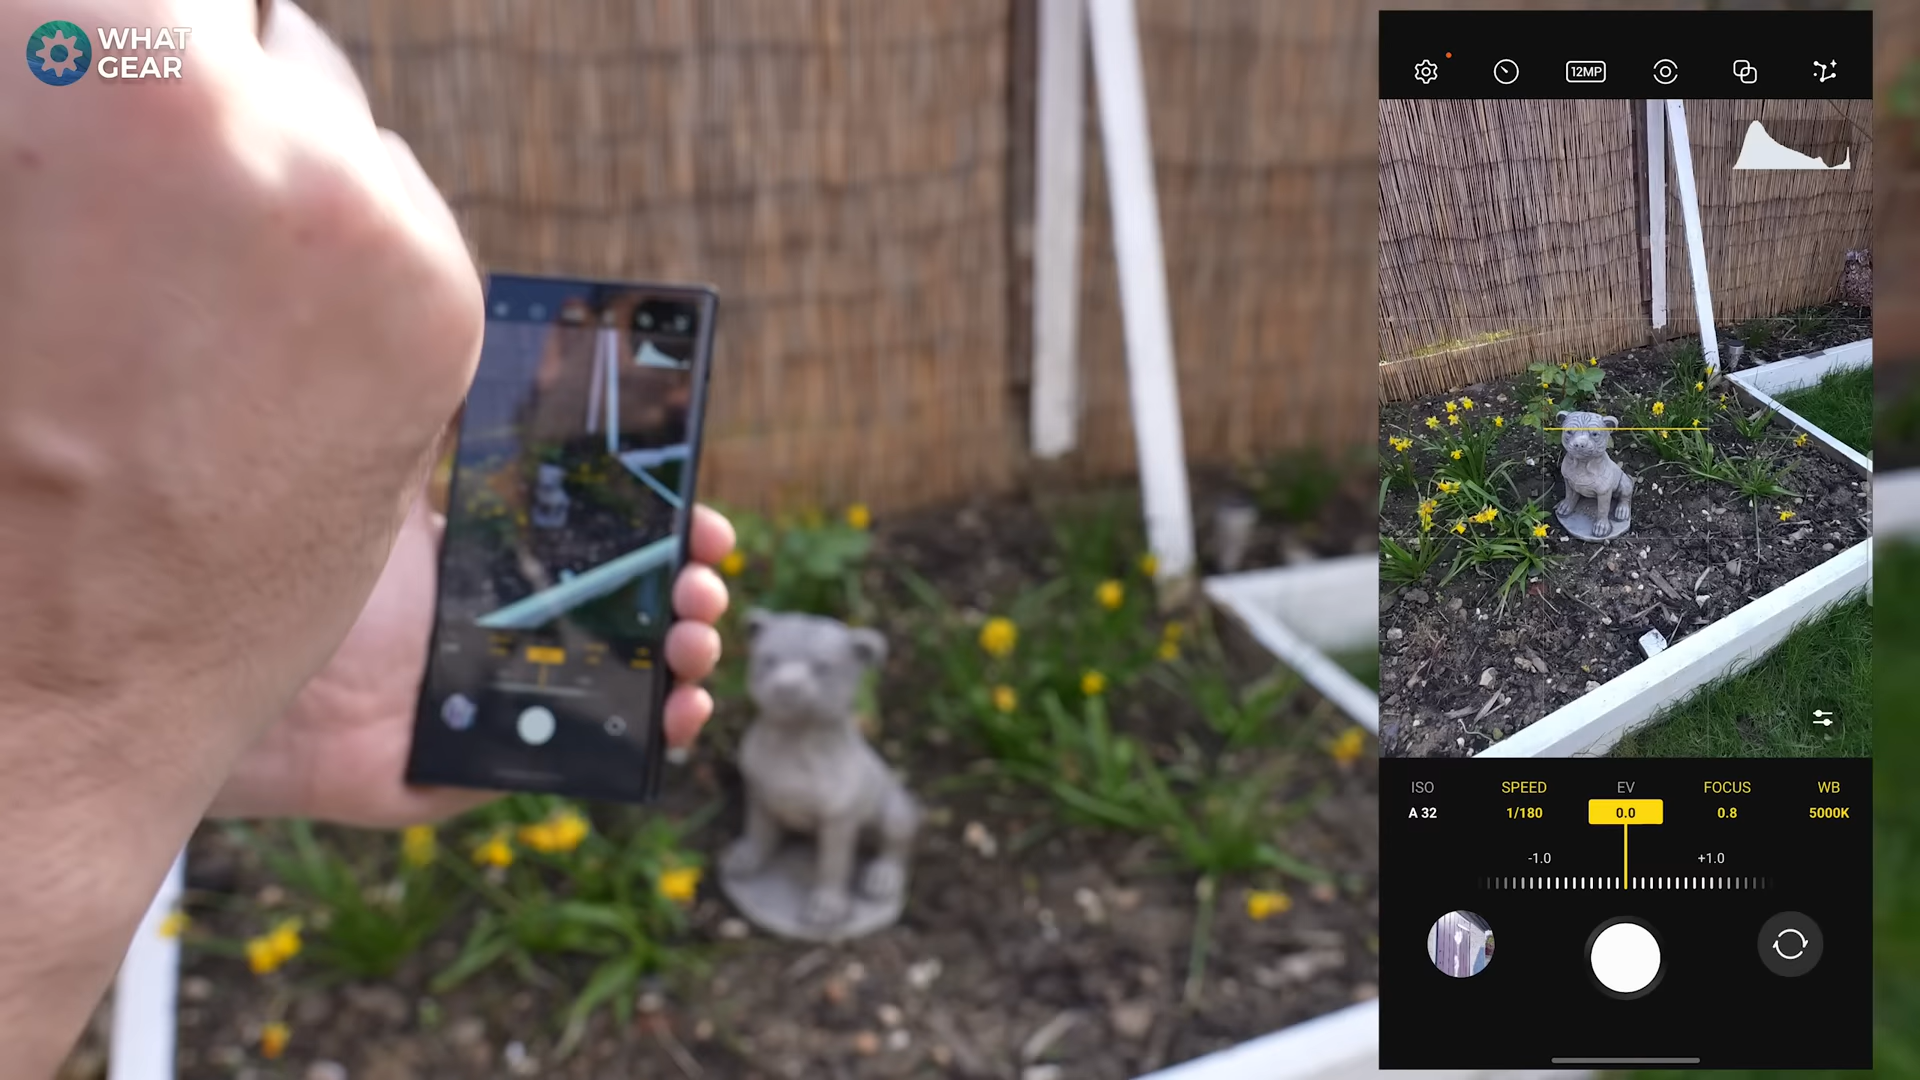 WHAT
GEAR
12MP
ISO SPEED EV FOCUS WB
A 32 1/180 0.0 0.8 5000K
-1.0 +1.0